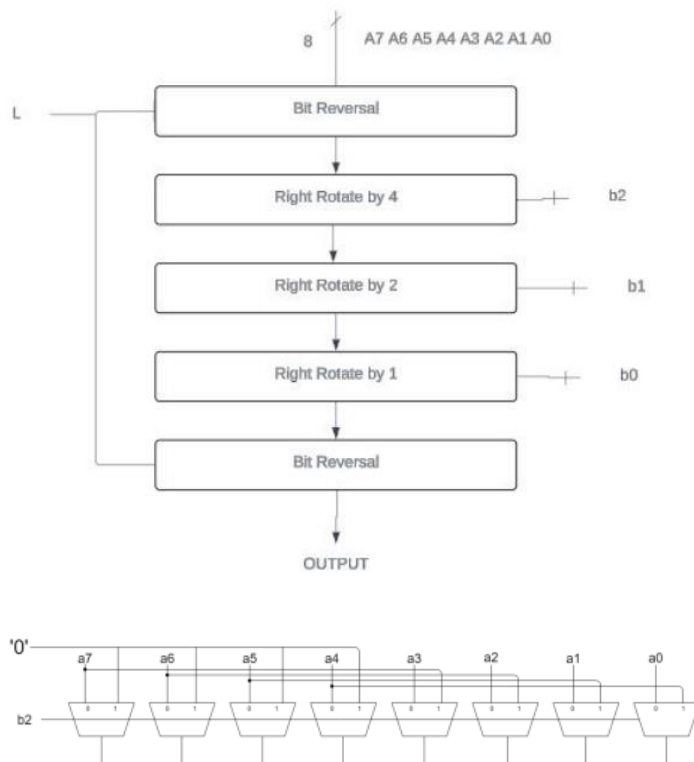 8 A7 A6 A5 A4 A3 A2 A1 A0
L
Bit Reversal
Right Rotate by 4 b2
Right Rotate by 2 b1
Right Rotate by 1 b0
Bit Reversal
OUTPUT
'0'
a7 a6 a5 a4 a3 a2 a1 a0
0 1 0 1 0 1 0 1 0 1 0 1 0 1 0 1
b2